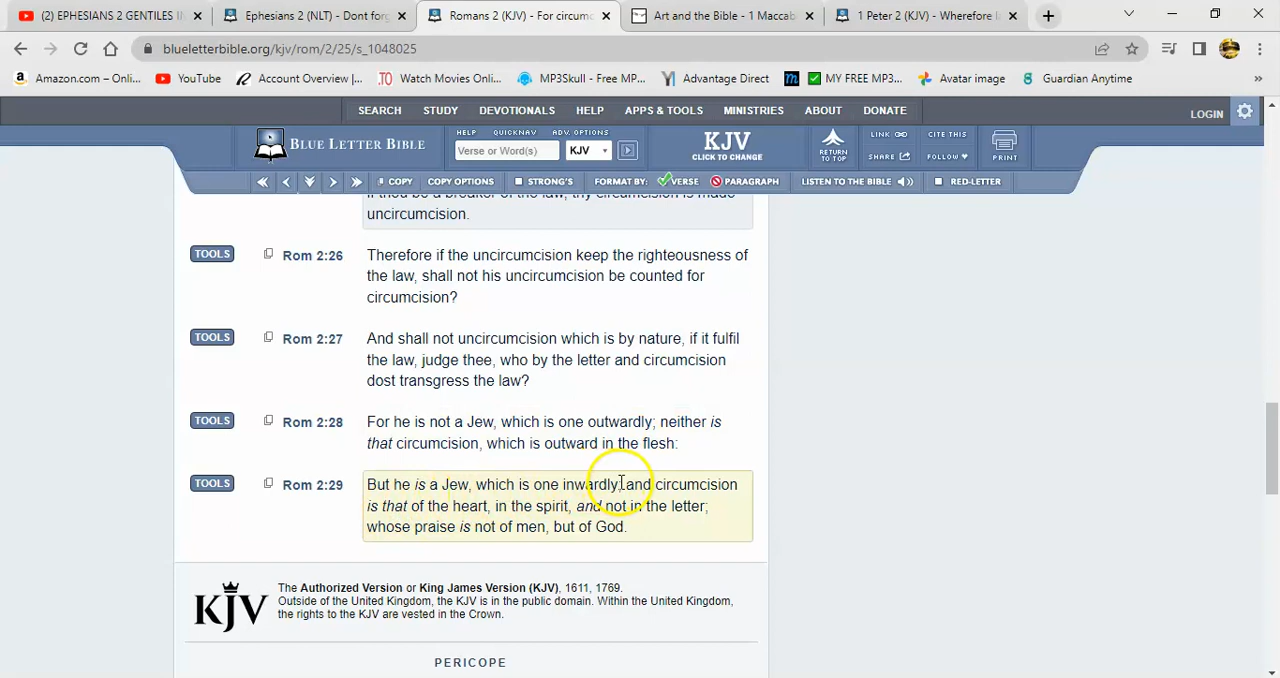 (2) EPHESIANS 2 GENTILES I
Ephesians 2 (NLT) - Dont forg
Romans 2 (KJV) - For circumc
Art and the Bible - 1 Maccab
1 Peter 2 (KJV) - Wherefore l
blueletterbible.org/kjv/rom/2/25/s_1048025
Amazon.com – Onli...
YouTube
Account Overview |...
Watch Movies Onlin...
MP3Skull - Free MP...
Advantage Direct
MY FREE MP3...
Avatar image
Guardian Anytime
SEARCH STUDY DEVOTIONALS HELP APPS & TOOLS MINISTRIES ABOUT DONATE
LOGIN
BLUE LETTER BIBLE
HELP QUICKNAV ADV. OPTIONS
Verse or Word(s) KJV
KJV
CLICK TO CHANGE
RETURN
TO TOP
LINK CITE THIS
SHARE FOLLOW
PRINT
COPY COPY OPTIONS STRONG'S FORMAT BY: VERSE PARAGRAPH LISTEN TO THE BIBLE RED-LETTER
if thou be a breaker of the law, thy circumcision is made
uncircumcision.
TOOLS Rom 2:26 Therefore if the uncircumcision keep the righteousness of
the law, shall not his uncircumcision be counted for
circumcision?
TOOLS Rom 2:27 And shall not uncircumcision which is by nature, if it fulfil
the law, judge thee, who by the letter and circumcision
dost transgress the law?
TOOLS Rom 2:28 For he is not a Jew, which is one outwardly; neither is
that circumcision, which is outward in the flesh:
TOOLS Rom 2:29 But he is a Jew, which is one inwardly; and circumcision
is that of the heart, in the spirit, and not in the letter;
whose praise is not of men, but of God.
KJV
The Authorized Version or King James Version (KJV), 1611, 1769.
Outside of the United Kingdom, the KJV is in the public domain. Within the United Kingdom,
the rights to the KJV are vested in the Crown.
PERICOPE